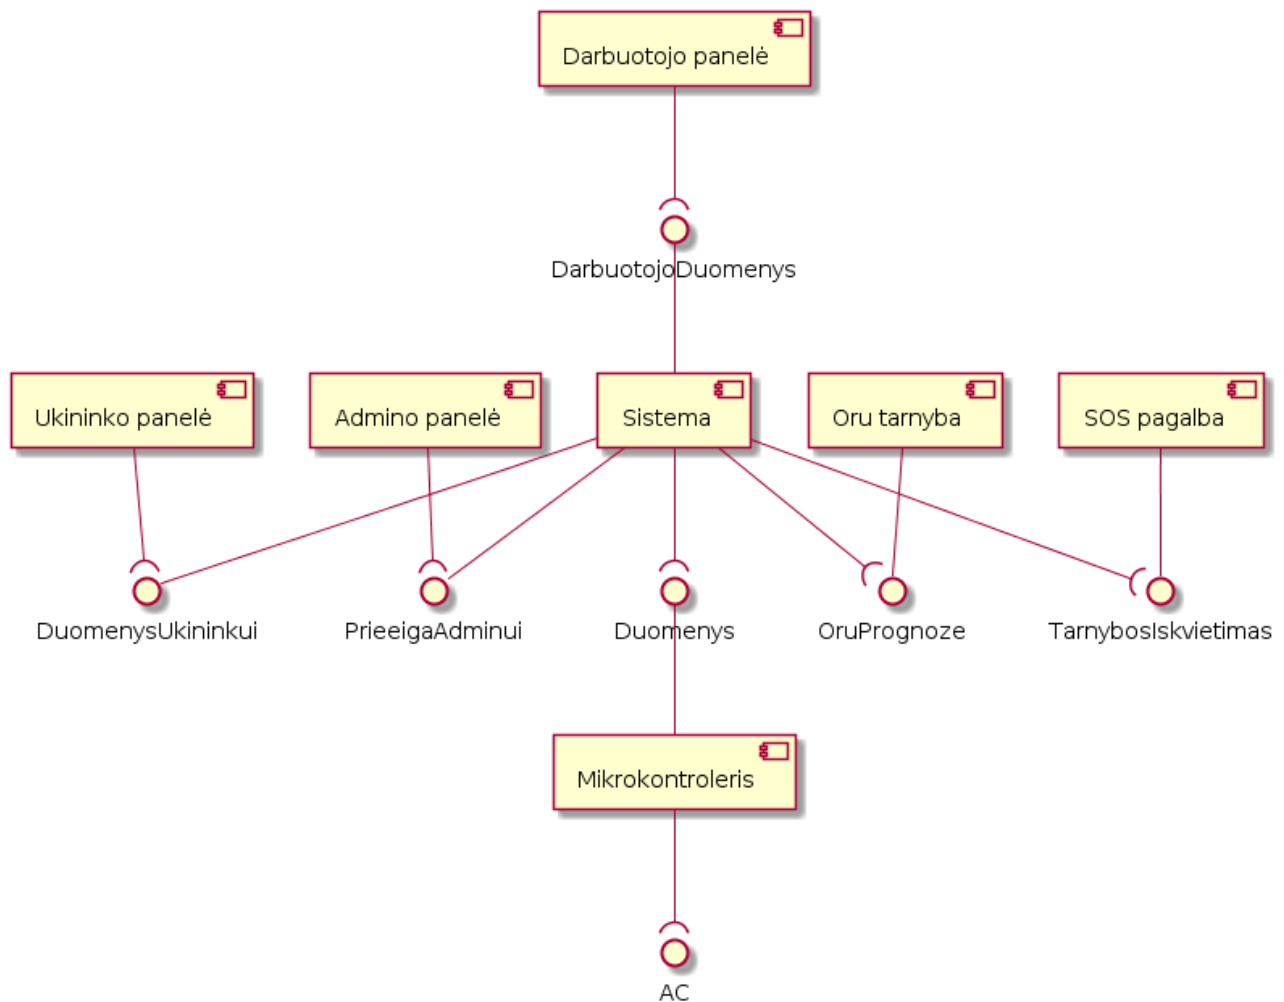 Darbuotojo panelė
DarbuotojoDuomenys
Ukininko panelė
Admino panelė
Sistema
Oru tarnyba
SOS pagalba
DuomenysUkininkui
PrieeigaAdminui
Duomenys
OruPrognoze
TarnybosIskvietimas
Mikrokontroleris
AC